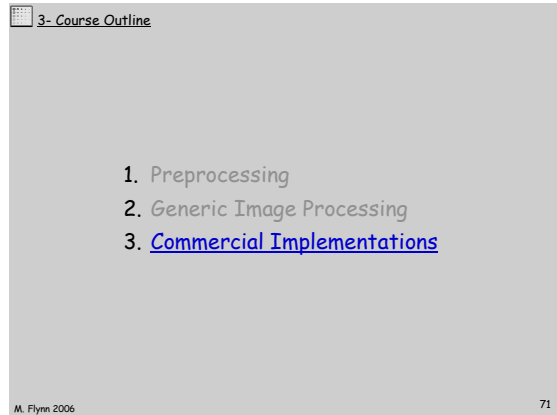 3- Course Outline
1. Preprocessing
2. Generic Image Processing
3. Commercial Implementations
M. Flynn 2006
71